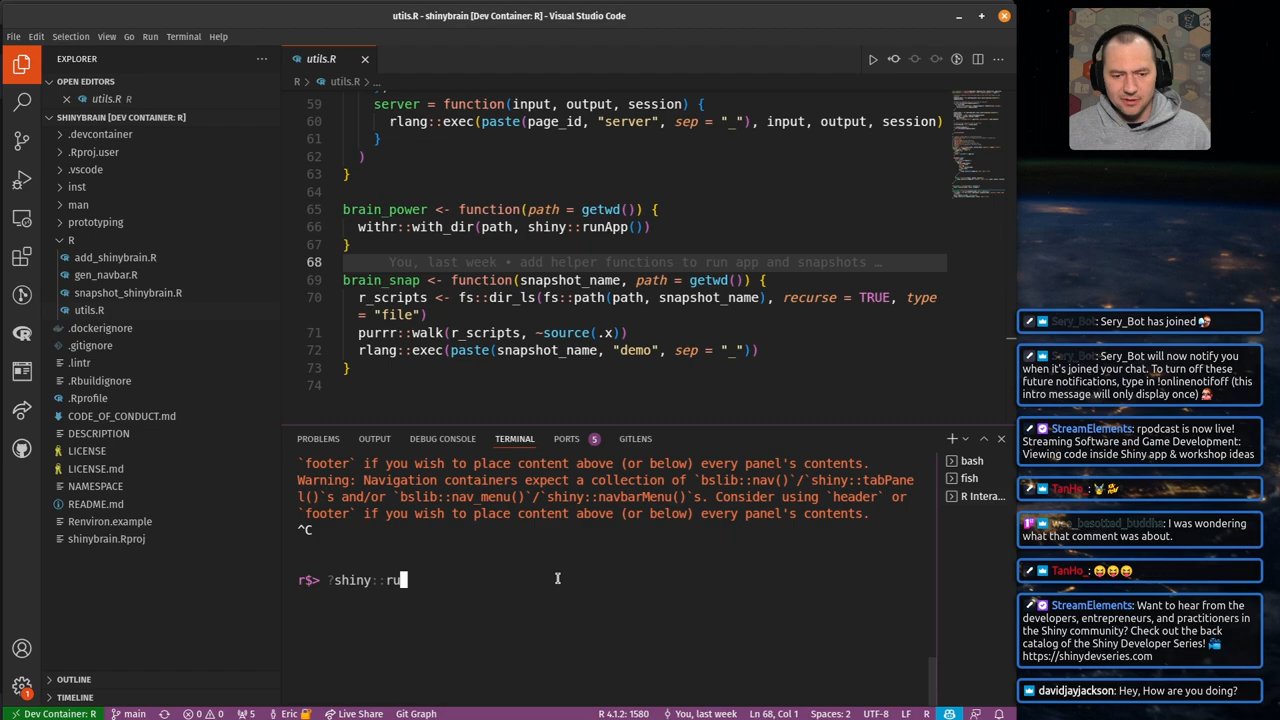 utils.R - shinybrain [Dev Container: R] - Visual Studio Code
File Edit Selection View Go Run Terminal Help
EXPLORER
OPEN EDITORS
utils.R R
SHINYBRAIN [DEV CONTAINER: R]
.devcontainer
.Rproj.user
.vscode
inst
man
prototyping
R
add_shinybrain.R
gen_navbar.R
snapshot_shinybrain.R
utils.R
.dockerignore
.gitignore
.lintr
.Rbuildignore
.Rprofile
CODE_OF_CONDUCT.md
DESCRIPTION
LICENSE
LICENSE.md
NAMESPACE
README.md
Renviron.example
shinybrain.Rproj
OUTLINE
TIMELINE
utils.R
R > utils.R > ...
59 server = function(input, output, session) {
60 rlang::exec(paste(page_id, "server", sep = "_"), input, output, session)
61 }
62 )
63 }
64
65 brain_power <- function(path = getwd()) {
66 withr::with_dir(path, shiny::runApp())
67 }
68 You, last week • add helper functions to run app and snapshots …
69 brain_snap <- function(snapshot_name, path = getwd()) {
70 r_scripts <- fs::dir_ls(fs::path(path, snapshot_name), recurse = TRUE, type
= "file")
71 purrr::walk(r_scripts, ~source(.x))
72 rlang::exec(paste(snapshot_name, "demo", sep = "_"))
73 }
74
PROBLEMS OUTPUT DEBUG CONSOLE TERMINAL PORTS 5 GITLENS
`footer` if you wish to place content above (or below) every panel's contents.
Warning: Navigation containers expect a collection of `bslib::nav()`/`shiny::tabPane
l()`s and/or `bslib::nav_menu()`/`shiny::navbarMenu()`s. Consider using `header` or
`footer` if you wish to place content above (or below) every panel's contents.
^C
r$> ?shiny::ru
bash
fish
R Intera...
1
Dev Container: R main 0 0 Eric Live Share Git Graph R 4.1.2: 1580 You, last week Ln 68, Col 1 Spaces: 2 UTF-8 LF R
Sery_Bot: Sery_Bot has joined
Sery_Bot: Sery_Bot will now notify you
when it's joined your chat. To turn off these
future notifications, type in !onlinenotifoff (this
intro message will only display once)
StreamElements: rpodcast is now live!
Streaming Software and Game Development:
Viewing code inside Shiny app & workshop ideas
TanHo_:
wee_besotted_buddha: I was wondering
what that comment was about.
TanHo_:
StreamElements: Want to hear from the
developers, entrepreneurs, and practitioners in
the Shiny community? Check out the back
catalog of the Shiny Developer Series!
https://shinydevseries.com
davidjayjackson: Hey, How are you doing?